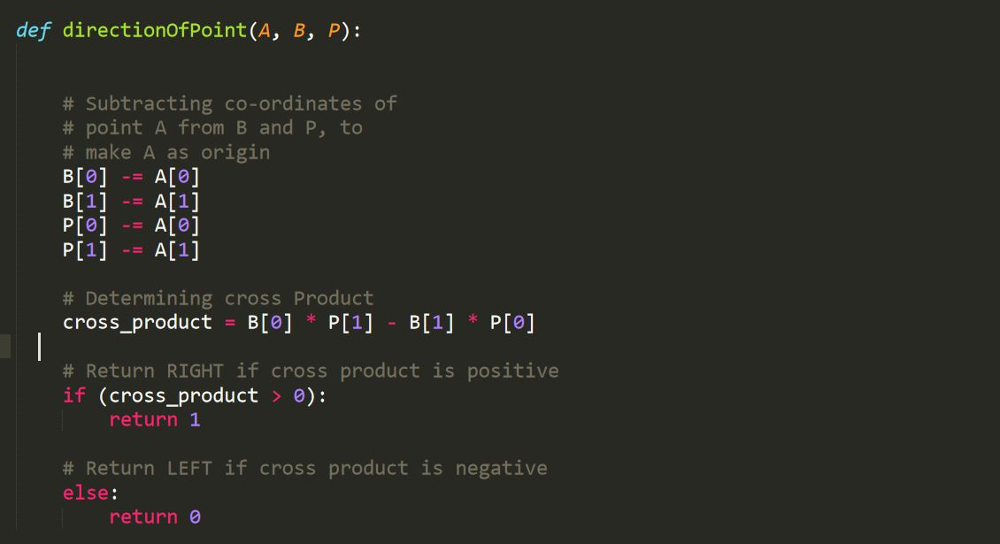 def directionOfPoint(A, B, P):
# Subtracting co-ordinates of
# point A from B and P, to
# make A as origin
B[0] -= A[0]
B[1] -= A[1]
P[0] -= A[0]
P[1] -= A[1]
# Determining cross Product
cross_product = B[0] * P[1] - B[1] * P[0]
# Return RIGHT if cross product is positive
if (cross_product > 0):
return 1
# Return LEFT if cross product is negative
else:
return 0